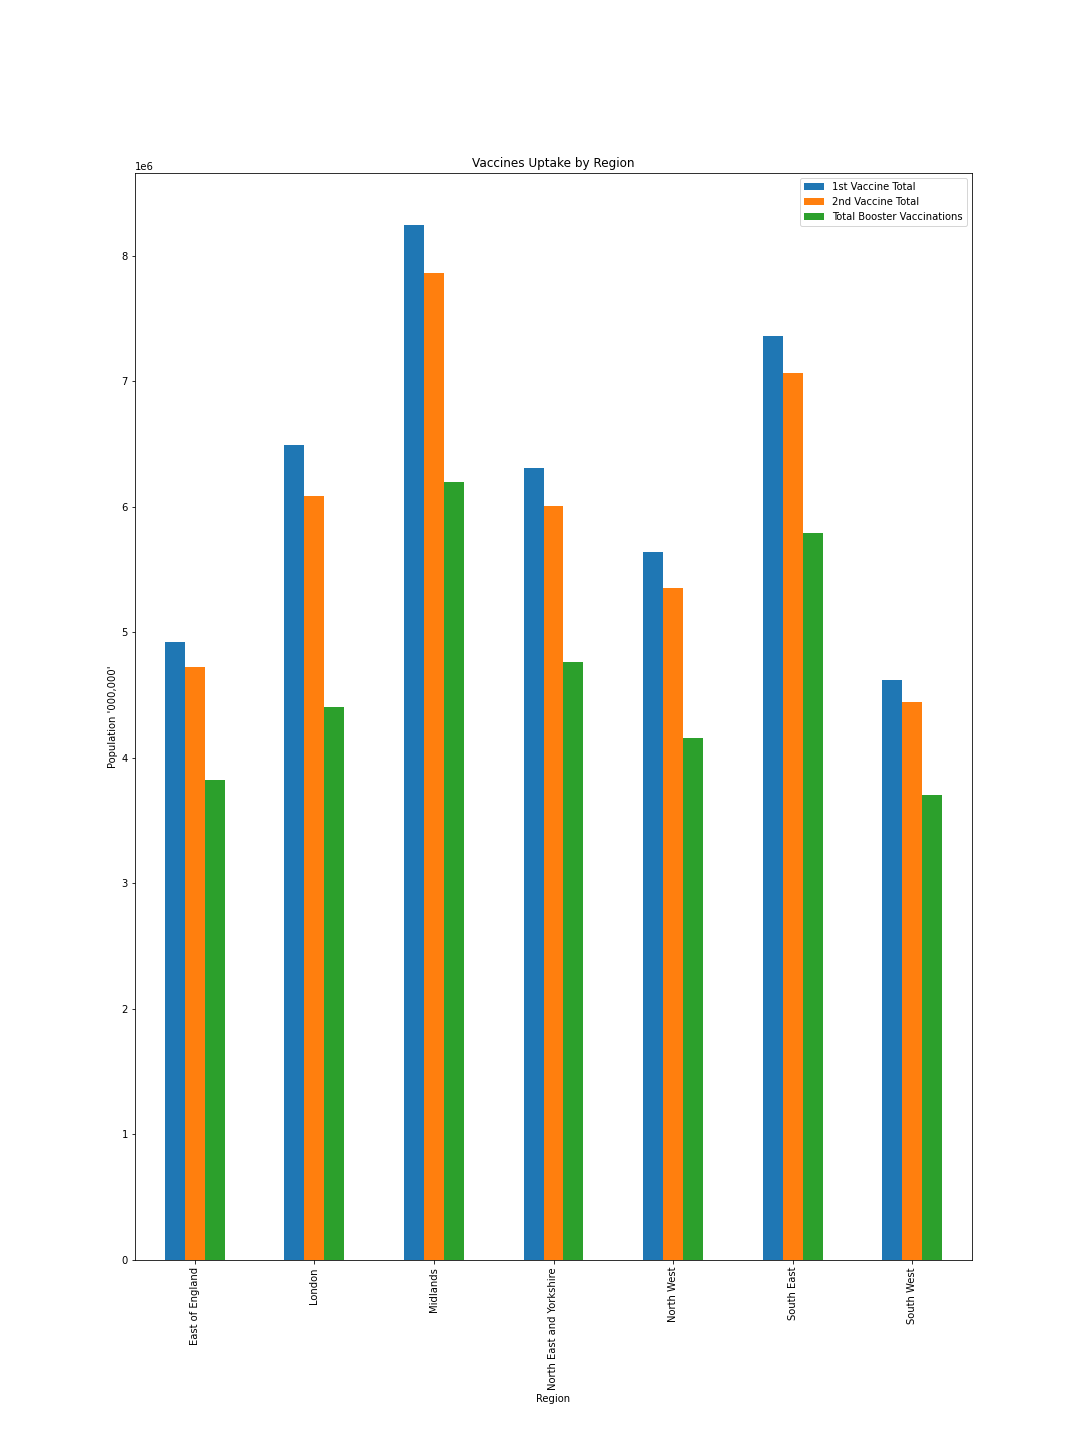 Vaccines Uptake by Region
1e6
1st Vaccine Total
2nd Vaccine Total
Total Booster Vaccinations
8
7
6
5
4
3
2
1
0
Population '000,000'
East of England
London
Midlands
North East and Yorkshire
North West
South East
South West
Region